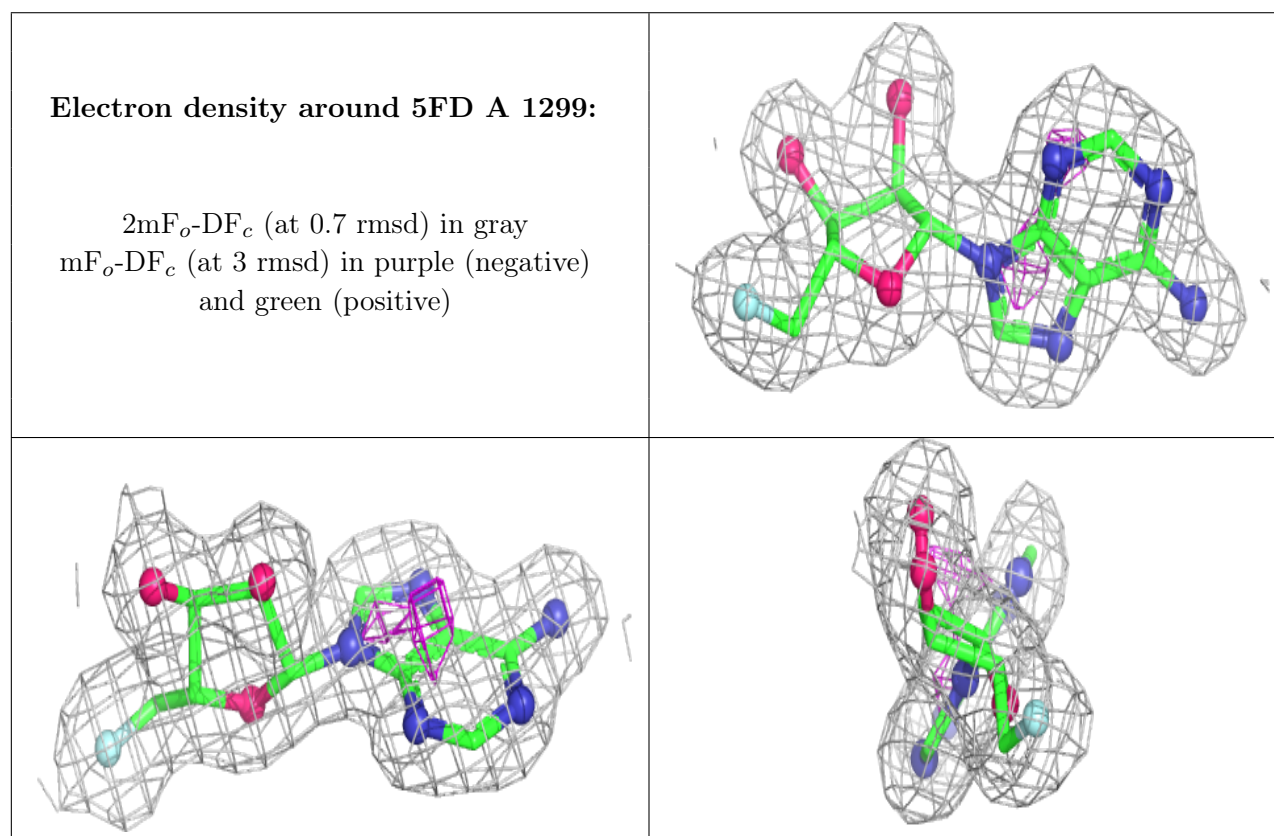 Electron density around 5FD A 1299:
2mFₒ-DF𝒸 (at 0.7 rmsd) in gray
mFₒ-DF𝒸 (at 3 rmsd) in purple (negative)
and green (positive)